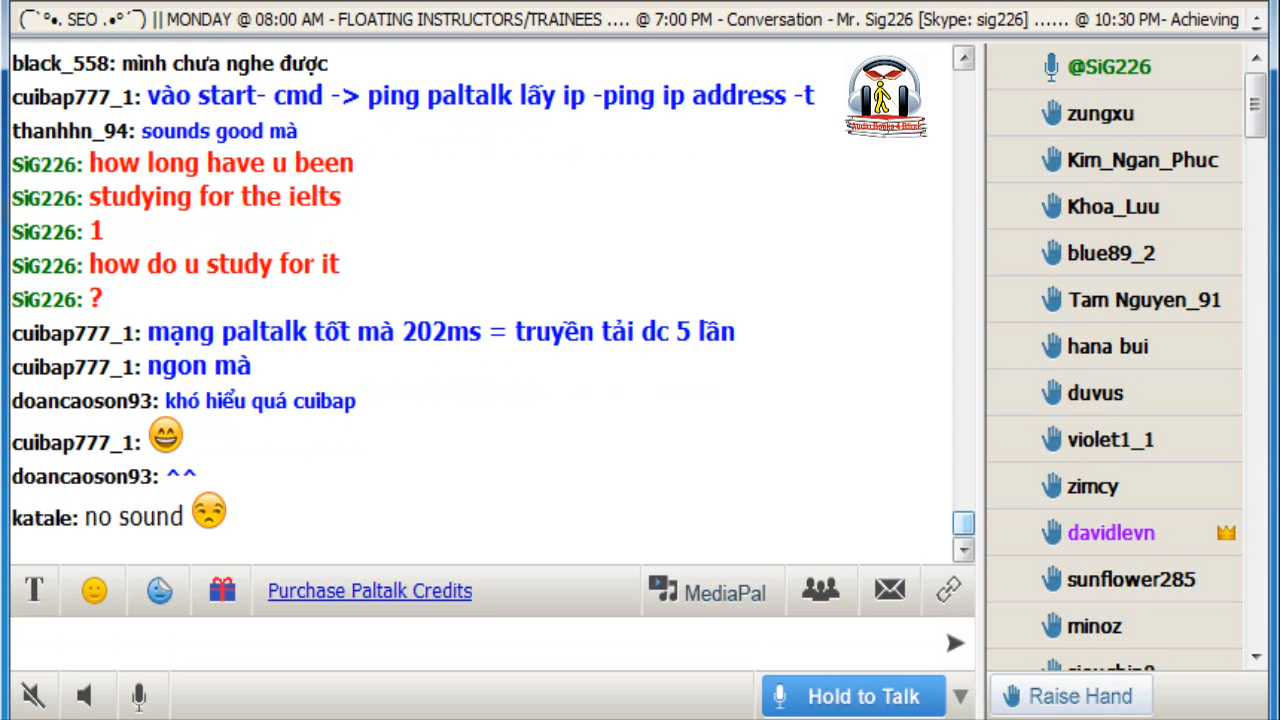 (¯`°•. SEO .•°´¯) || MONDAY @ 08:00 AM - FLOATING INSTRUCTORS/TRAINEES .... @ 7:00 PM - Conversation - Mr. Sig226 [Skype: sig226] ...... @ 10:30 PM- Achieving
black_558: mình chưa nghe được
cuibap777_1: vào start- cmd -> ping paltalk lấy ip -ping ip address -t
thanhhn_94: sounds good mà
SiG226: how long have u been
SiG226: studying for the ielts
SiG226: 1
SiG226: how do u study for it
SiG226: ?
cuibap777_1: mạng paltalk tốt mà 202ms = truyền tải dc 5 lần
cuibap777_1: ngon mà
doancaoson93: khó hiểu quá cuibap
cuibap777_1: 😄
doancaoson93: ^^
katale: no sound 😒
Audio Books 4 Blind
T
Purchase Paltalk Credits
MediaPal
Hold to Talk
@SiG226
zungxu
Kim_Ngan_Phuc
Khoa_Luu
blue89_2
Tam Nguyen_91
hana bui
duvus
violet1_1
zimcy
davidlevn
sunflower285
minoz
Raise Hand